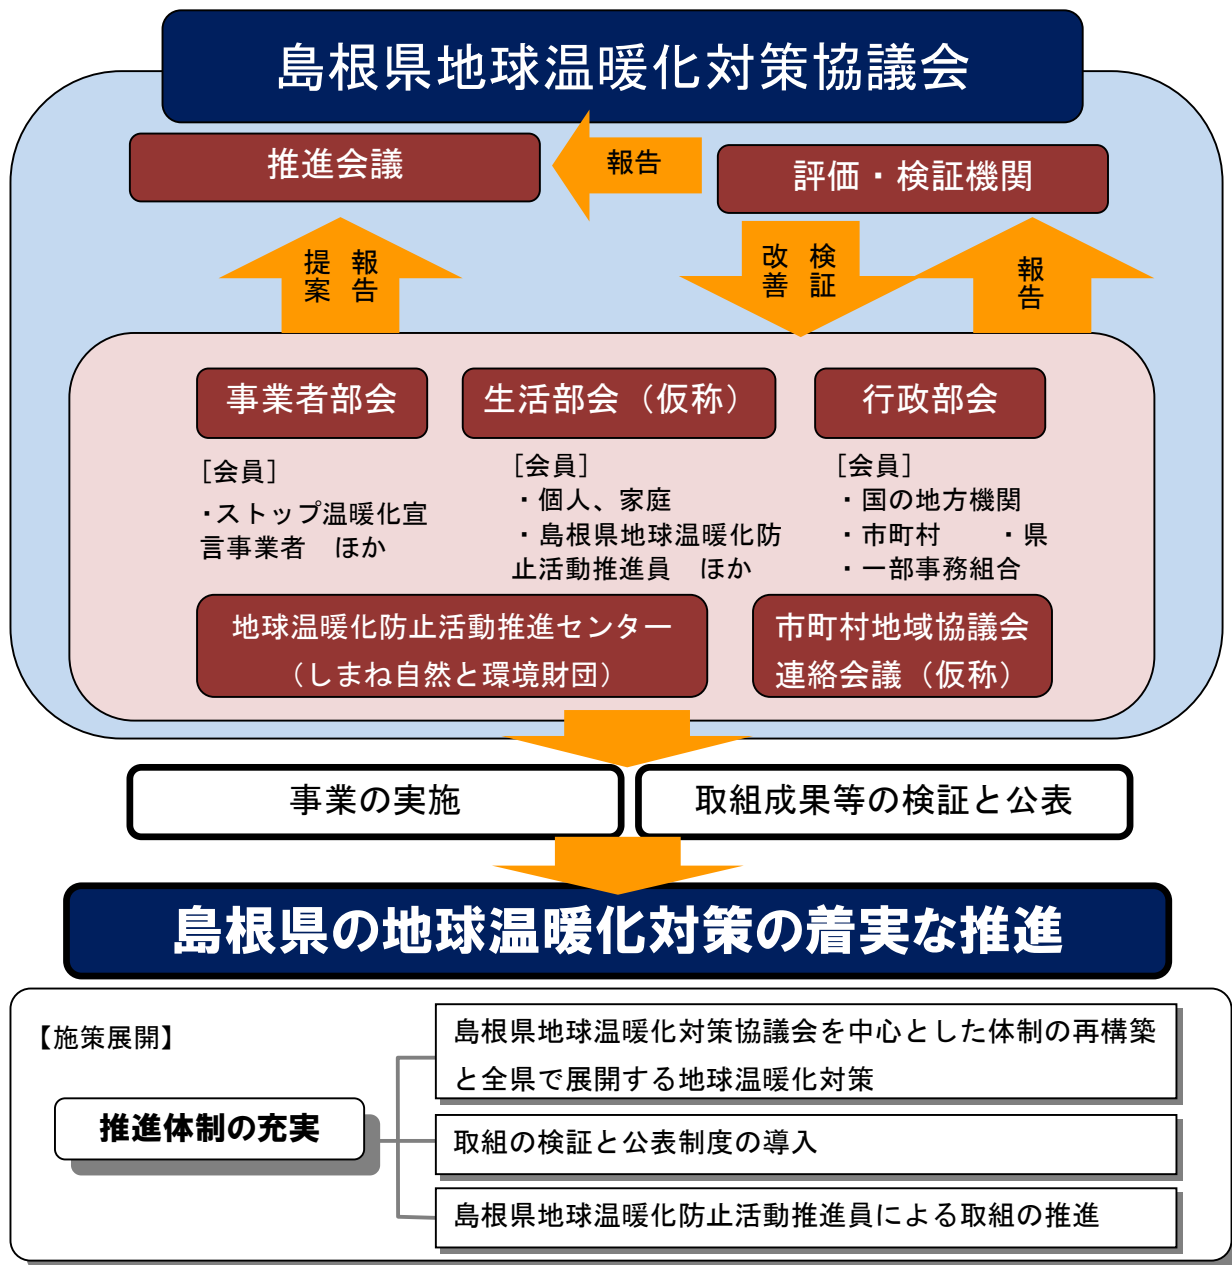 島根県地球温暖化対策協議会
推進会議
報告
評価・検証機関
提案
報告
改善
検証
報告
事業者部会
生活部会（仮称）
行政部会
［会員］
・ストップ温暖化宣
言事業者　ほか
［会員］
・個人、家庭
・島根県地球温暖化防
止活動推進員　ほか
［会員］
・国の地方機関
・市町村　　・県
・一部事務組合
地球温暖化防止活動推進センター
（しまね自然と環境財団）
市町村地域協議会
連絡会議（仮称）
事業の実施
取組成果等の検証と公表
島根県の地球温暖化対策の着実な推進
【施策展開】
推進体制の充実
島根県地球温暖化対策協議会を中心とした体制の再構築
と全県で展開する地球温暖化対策
取組の検証と公表制度の導入
島根県地球温暖化防止活動推進員による取組の推進